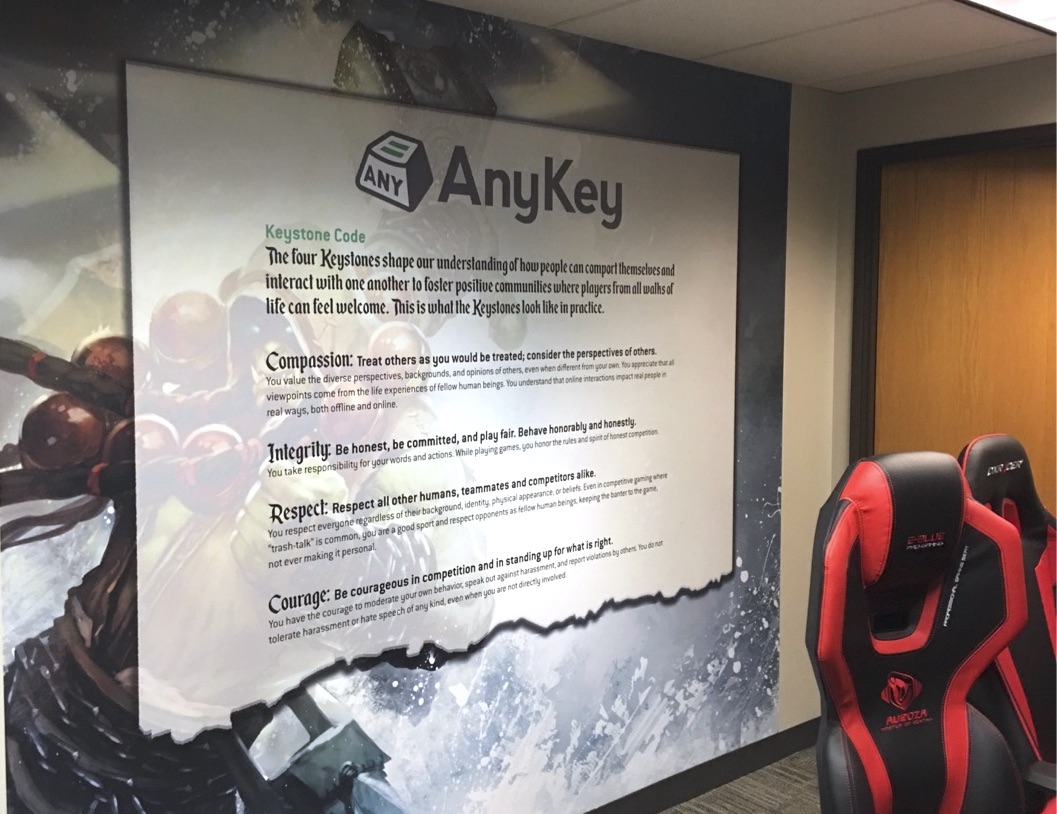 ANY AnyKey
Keystone Code
The four Keystones shape our understanding of how people can comport themselves and
interact with one another to foster positive communities where players from all walks of
life can feel welcome. This is what the Keystones look like in practice.
Compassion: Treat others as you would be treated; consider the perspectives of others.
You value the diverse perspectives, backgrounds, and opinions of others, even when different from your own. You appreciate that all
viewpoints come from the life experiences of fellow human beings. You understand that online interactions impact real people in
real ways, both offline and online.
Integrity: Be honest, be committed, and play fair. Behave honorably and honestly.
You take responsibility for your words and actions. While playing games, you honor the rules and spirit of honest competition.
Respect: Respect all other humans, teammates and competitors alike.
You respect everyone regardless of their background, identity, physical appearance, or beliefs. Even in competitive gaming where
"trash-talk" is common, you are a good sport and respect opponents as fellow human beings, keeping the banter to the game,
not ever making it personal.
Courage: Be courageous in competition and in standing up for what is right.
You have the courage to moderate your own behavior, speak out against harassment, and report violations by others. You do not
tolerate harassment or hate speech of any kind, even when you are not directly involved.
DXRACER
E-BLUE
PRO GAMING
PROFESSIONAL GAMING GEAR
AUROZA